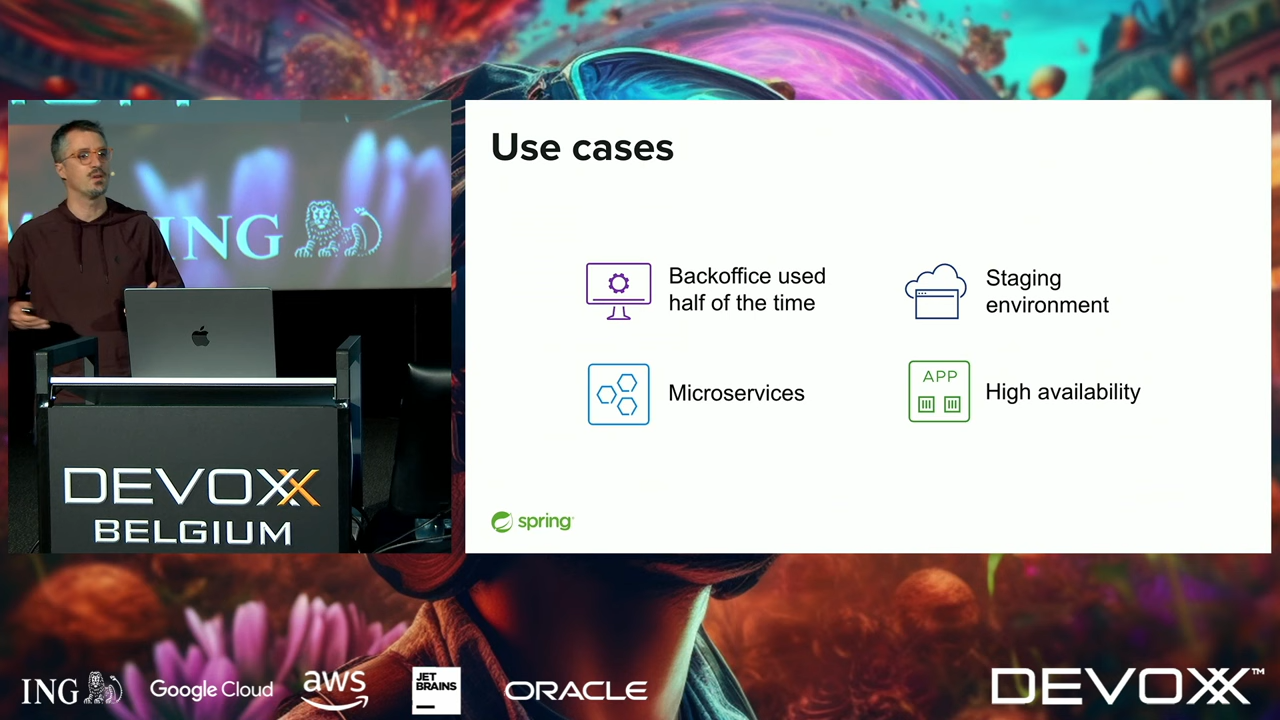 Use cases
Backoffice used
half of the time
Staging
environment
Microservices
APP
High availability
spring
ING
DEVOXX
BELGIUM
ING
Google Cloud
aws
JET
BRAINS
ORACLE
DEVOXX™